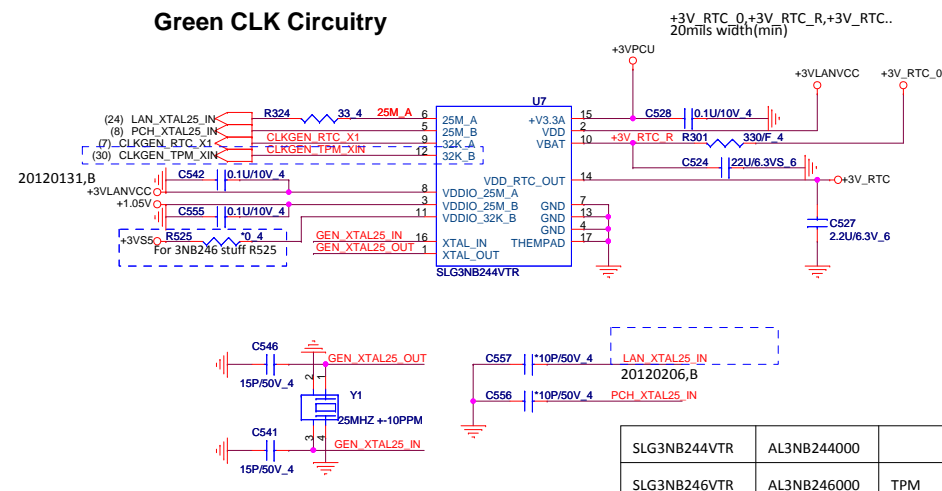 Green CLK Circuitry
+3V_RTC_0,+3V_RTC_R,+3V_RTC..
20mils width(min)
+3VPCU
+3VLANVCC
+3V_RTC_0
U7
(24) LAN_XTAL25_IN
R324
33_4
25M_A
6
25M_A
+V3.3A
15
C528
0.1U/10V_4
(8) PCH_XTAL25_IN
5
25M_B
VDD
2
(7) CLKGEN_RTC_X1
CLKGEN_RTC_X1
9
32K_A
VBAT
10
+3V_RTC_R
R301
330/F_4
(30) CLKGEN_TPM_XIN
CLKGEN_TPM_XIN
12
32K_B
C524
22U/6.3VS_6
20120131,B
C542
0.1U/10V_4
VDD_RTC_OUT
14
+3V_RTC
+3VLANVCC
8
VDDIO_25M_A
+1.05V
3
VDDIO_25M_B
GND
7
C555
0.1U/10V_4
11
VDDIO_32K_B
GND
13
GND
4
C527
2.2U/6.3V_6
+3VS5
R525
*0_4
GEN_XTAL25_IN
16
XTAL_IN
THEMPAD
17
For 3NB246 stuff R525
GEN_XTAL25_OUT
1
XTAL_OUT
SLG3NB244VTR
C546
GEN_XTAL25_OUT
15P/50V_4
2
1
Y1
25MHZ +-10PPM
C541
3
4
GEN_XTAL25_IN
15P/50V_4
C557
*10P/50V_4
LAN_XTAL25_IN
20120206,B
C556
*10P/50V_4
PCH_XTAL25_IN
SLG3NB244VTR AL3NB244000
SLG3NB246VTR AL3NB246000 TPM